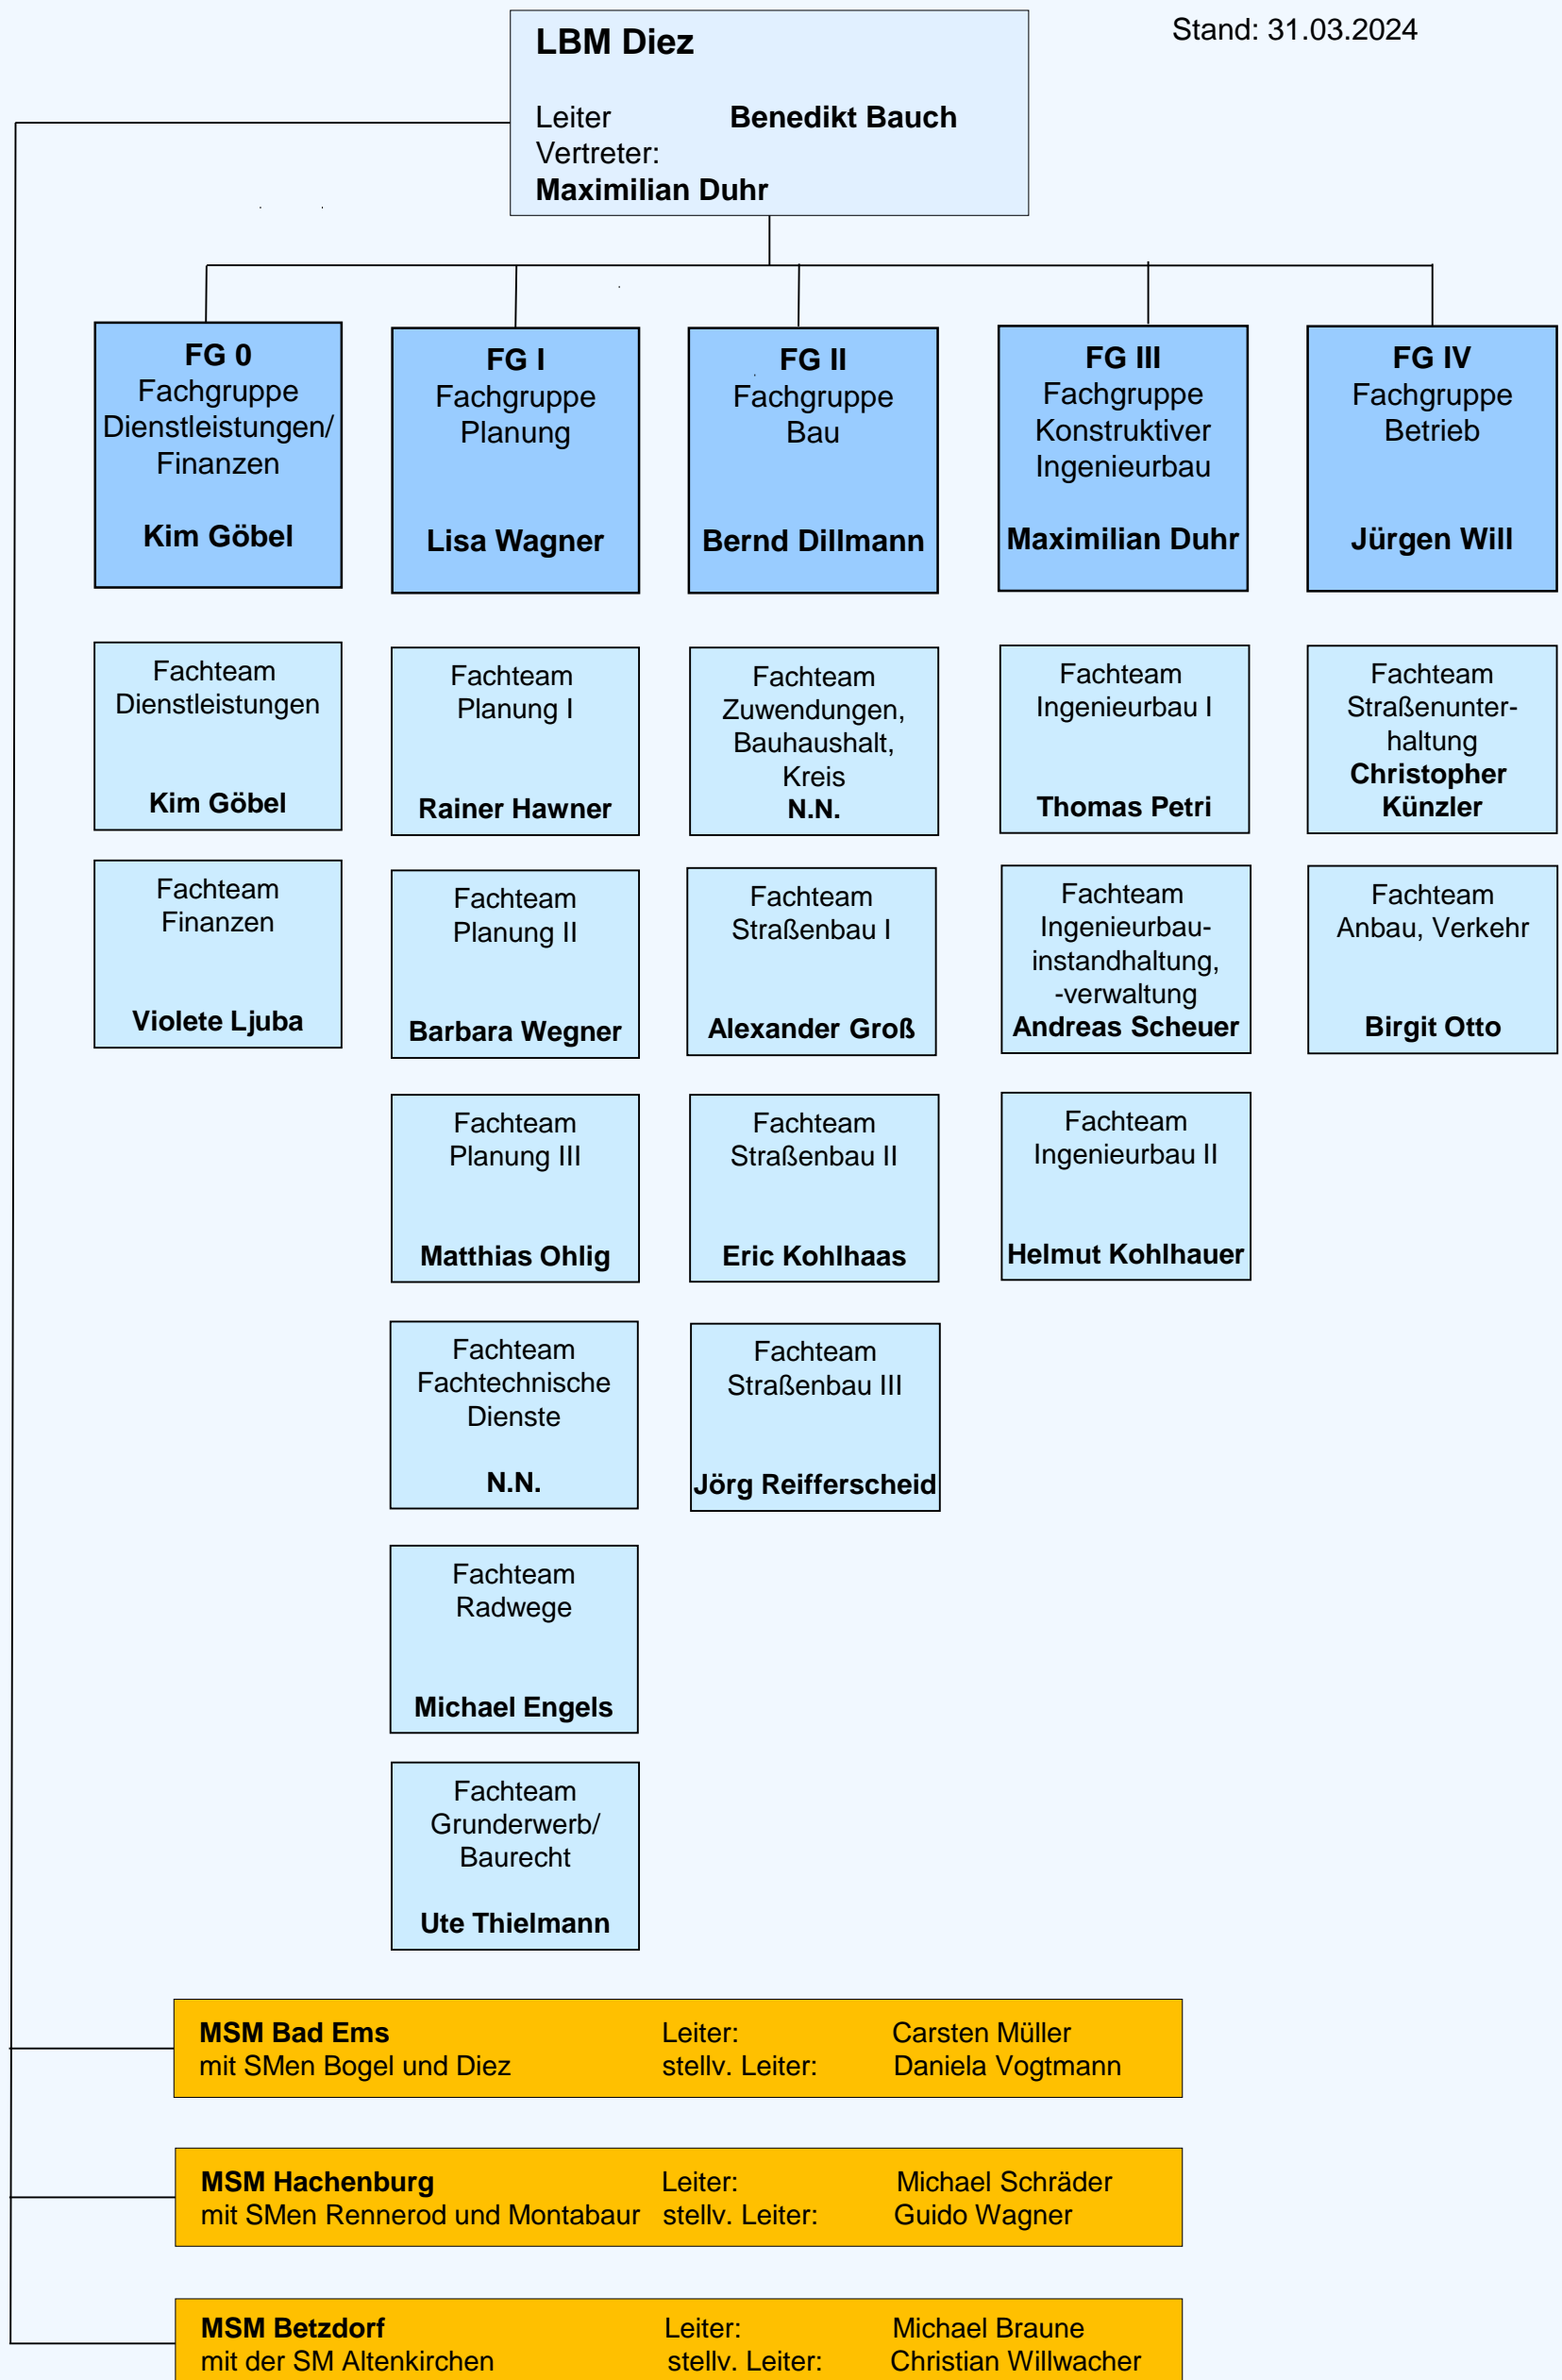 LBM Diez
Stand: 31.03.2024
Leiter Benedikt Bauch
Vertreter:
Maximilian Duhr
FG 0
Fachgruppe
Dienstleistungen/
Finanzen
Kim Göbel
FG I
Fachgruppe
Planung
Lisa Wagner
FG II
Fachgruppe
Bau
Bernd Dillmann
FG III
Fachgruppe
Konstruktiver
Ingenieurbau
Maximilian Duhr
FG IV
Fachgruppe
Betrieb
Jürgen Will
Fachteam
Dienstleistungen
Kim Göbel
Fachteam
Planung I
Rainer Hawner
Fachteam
Zuwendungen,
Bauhaushalt,
Kreis
N.N.
Fachteam
Ingenieurbau I
Thomas Petri
Fachteam
Straßenunter-
haltung
Christopher
Künzler
Fachteam
Finanzen
Violete Ljuba
Fachteam
Planung II
Barbara Wegner
Fachteam
Straßenbau I
Alexander Groß
Fachteam
Ingenieurbau-
instandhaltung,
-verwaltung
Andreas Scheuer
Fachteam
Anbau, Verkehr
Birgit Otto
Fachteam
Planung III
Matthias Ohlig
Fachteam
Straßenbau II
Eric Kohlhaas
Fachteam
Ingenieurbau II
Helmut Kohlhauer
Fachteam
Fachtechnische
Dienste
N.N.
Fachteam
Straßenbau III
Jörg Reifferscheid
Fachteam
Radwege
Michael Engels
Fachteam
Grunderwerb/
Baurecht
Ute Thielmann
MSM Bad Ems Leiter: Carsten Müller
mit SMen Bogel und Diez stellv. Leiter: Daniela Vogtmann
MSM Hachenburg Leiter: Michael Schräder
mit SMen Rennerod und Montabaur stellv. Leiter: Guido Wagner
MSM Betzdorf Leiter: Michael Braune
mit der SM Altenkirchen stellv. Leiter: Christian Willwacher